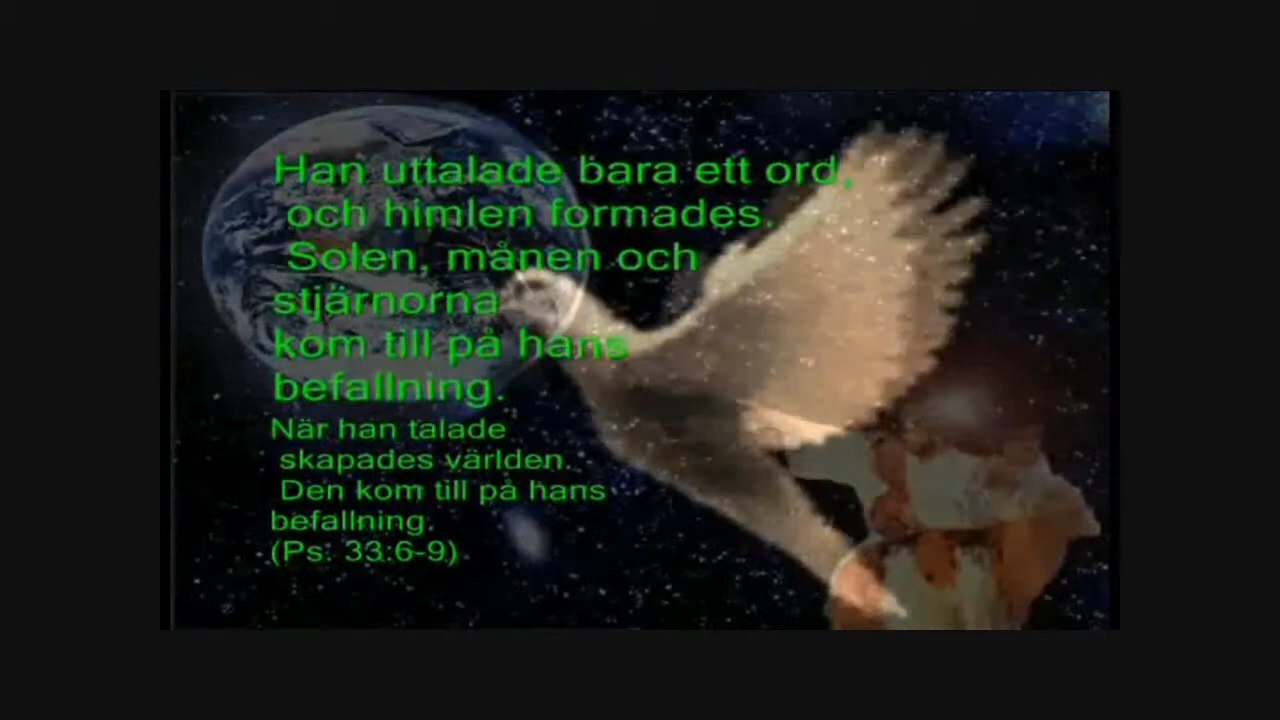 Han uttalade bara ett ord,
och himlen formades.
Solen, månen och
stjärnorna
kom till på hans
befallning.
När han talade
skapades världen.
Den kom till på hans
befallning.
(Ps. 33:6-9)